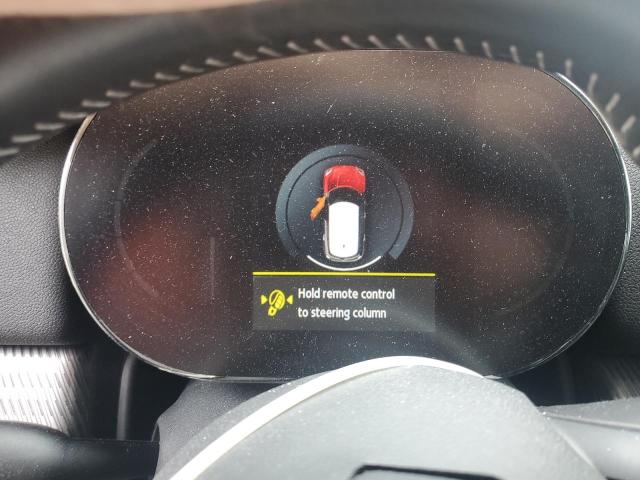 Hold remote control
to steering column